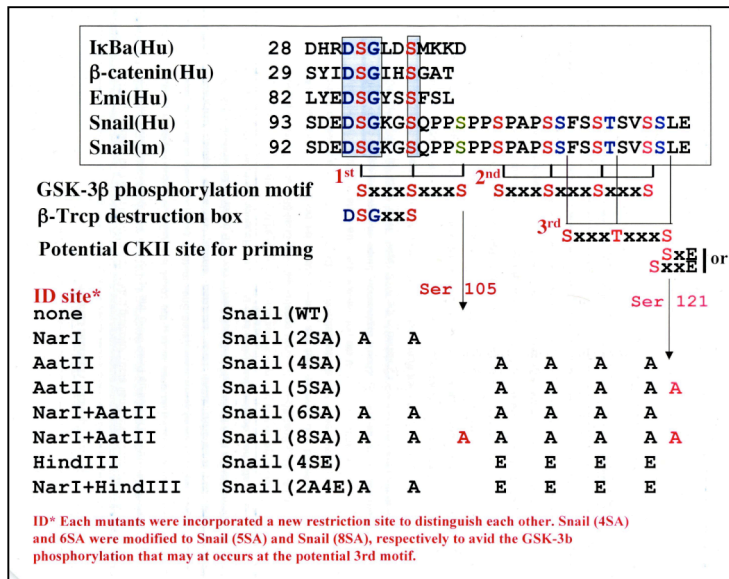 IκBa(Hu) 28 DHRDSGLDSMKKD
β-catenin(Hu) 29 SYIDSGIHSGAT
Emi(Hu) 82 LYEDSGYSSFSL
Snail(Hu) 93 SDEDSGKGSQPPSPPSPAPSSFSSTSVSSLE
Snail(m) 92 SDEDSGKGSQPPSPPSPAPSSFSSTSVSSLE
1st 2nd
GSK-3β phosphorylation motif SxxxSxxxS SxxxSxxxSxxxS
β-Trcp destruction box DSGxxS
3rd SxxxTxxxS
Potential CKII site for priming
SxE
SxxE or
ID site* Ser 105 Ser 121
none Snail(WT)
NarI Snail(2SA) A A
AatII Snail(4SA) A A A A
AatII Snail(5SA) A A A A A
NarI+AatII Snail(6SA) A A A A A A
NarI+AatII Snail(8SA) A A A A A A A A
HindIII Snail(4SE) E E E E
NarI+HindIII Snail(2A4E) A A E E E E
ID* Each mutants were incorporated a new restriction site to distinguish each other. Snail (4SA)
and 6SA were modified to Snail (5SA) and Snail (8SA), respectively to avid the GSK-3b
phosphorylation that may at occurs at the potential 3rd motif.